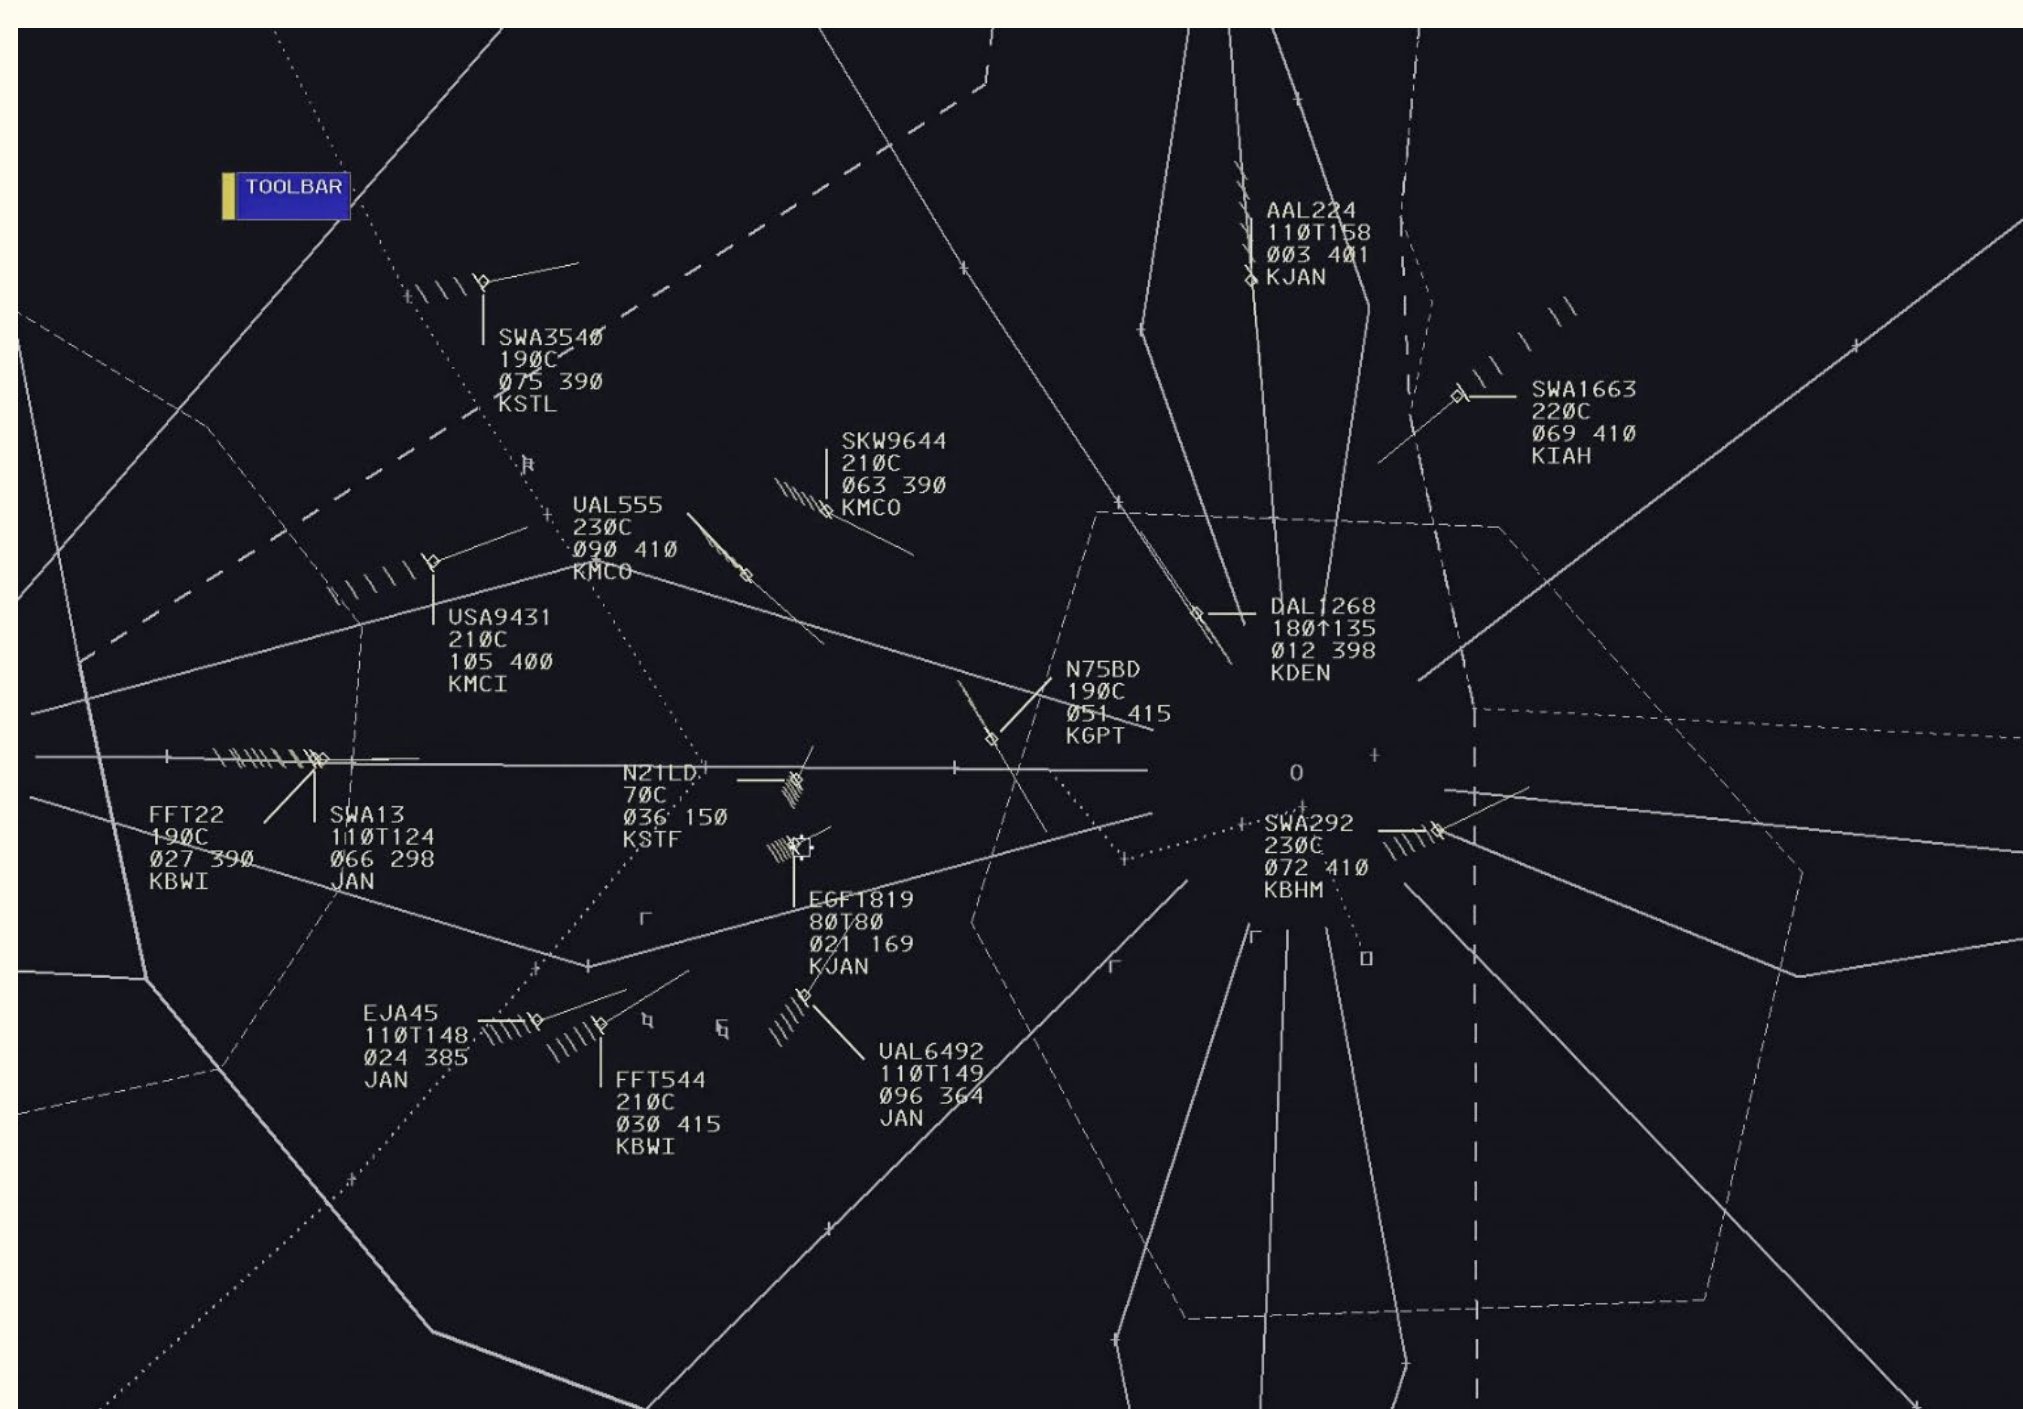 TOOLBAR
AAL224
110T158
003 401
KJAN
SWA3540
190C
075 390
KSTL
SWA1663
220C
069 410
KIAH
SKW9644
210C
063 390
KMCO
UAL555
230C
090 410
KMCO
USA9431
210C
105 400
KMCI
DAL1268
180↑135
012 398
KDEN
N75BD
190C
051 415
KGPT
N21LD
70C
036 150
KSTF
FFT22
190C
027 390
KBWI
SWA13
110T124
066 298
JAN
SWA292
230C
072 410
KBHM
EGF1819
80T80
021 169
KJAN
EJA45
110T148
024 385
JAN
FFT544
210C
030 415
KBWI
UAL6492
110T149
096 364
JAN